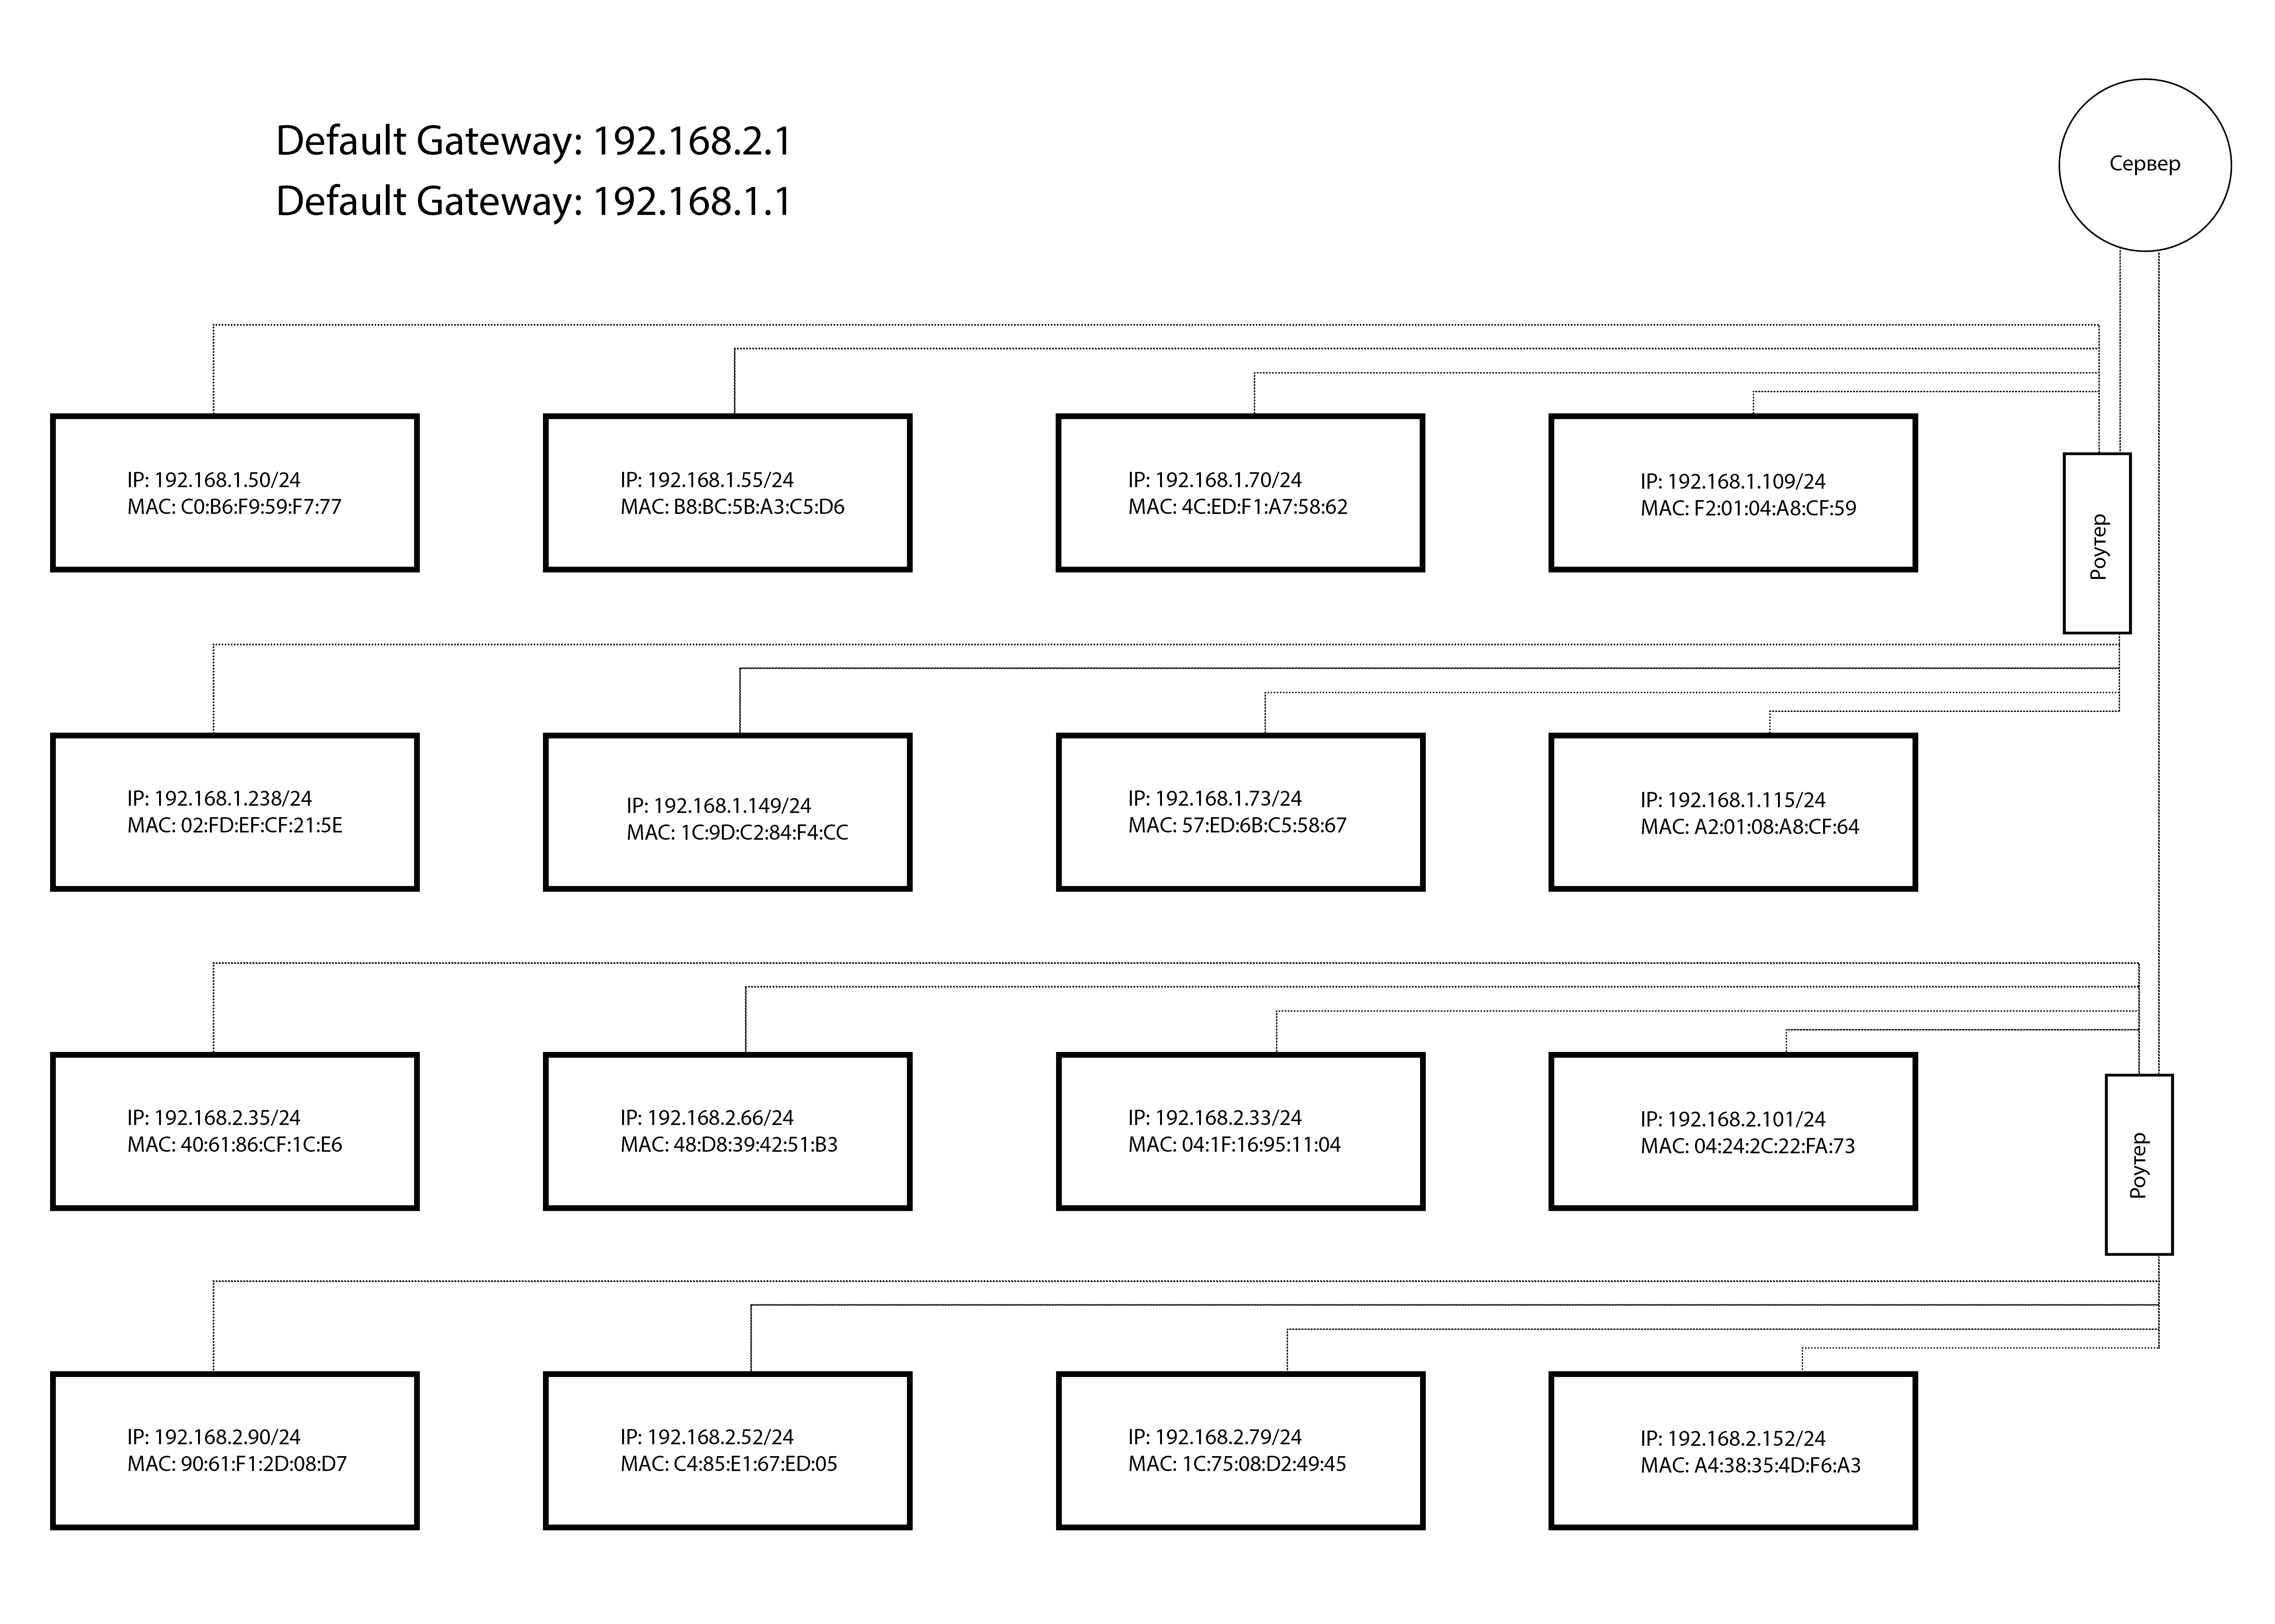 Default Gateway: 192.168.2.1
Default Gateway: 192.168.1.1
Сервер
IP: 192.168.1.50/24
MAC: C0:B6:F9:59:F7:77
IP: 192.168.1.55/24
MAC: B8:BC:5B:A3:C5:D6
IP: 192.168.1.70/24
MAC: 4C:ED:F1:A7:58:62
IP: 192.168.1.109/24
MAC: F2:01:04:A8:CF:59
Роутер
IP: 192.168.1.238/24
MAC: 02:FD:EF:CF:21:5E
IP: 192.168.1.149/24
MAC: 1C:9D:C2:84:F4:CC
IP: 192.168.1.73/24
MAC: 57:ED:6B:C5:58:67
IP: 192.168.1.115/24
MAC: A2:01:08:A8:CF:64
IP: 192.168.2.35/24
MAC: 40:61:86:CF:1C:E6
IP: 192.168.2.66/24
MAC: 48:D8:39:42:51:B3
IP: 192.168.2.33/24
MAC: 04:1F:16:95:11:04
IP: 192.168.2.101/24
MAC: 04:24:2C:22:FA:73
Роутер
IP: 192.168.2.90/24
MAC: 90:61:F1:2D:08:D7
IP: 192.168.2.52/24
MAC: C4:85:E1:67:ED:05
IP: 192.168.2.79/24
MAC: 1C:75:08:D2:49:45
IP: 192.168.2.152/24
MAC: A4:38:35:4D:F6:A3